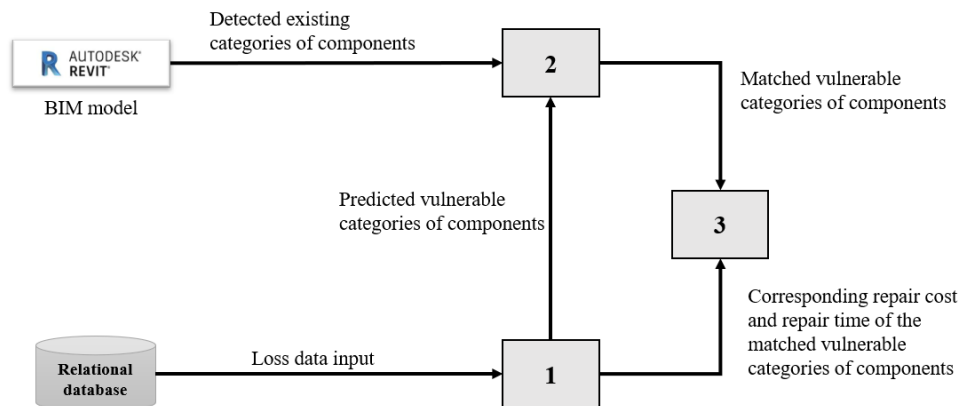 Detected existing
categories of components
AUTODESK®
REVIT®
BIM model
2
Matched vulnerable
categories of components
Predicted vulnerable
categories of components
3
Corresponding repair cost
and repair time of the
matched vulnerable
categories of components
Relational
database
Loss data input
1